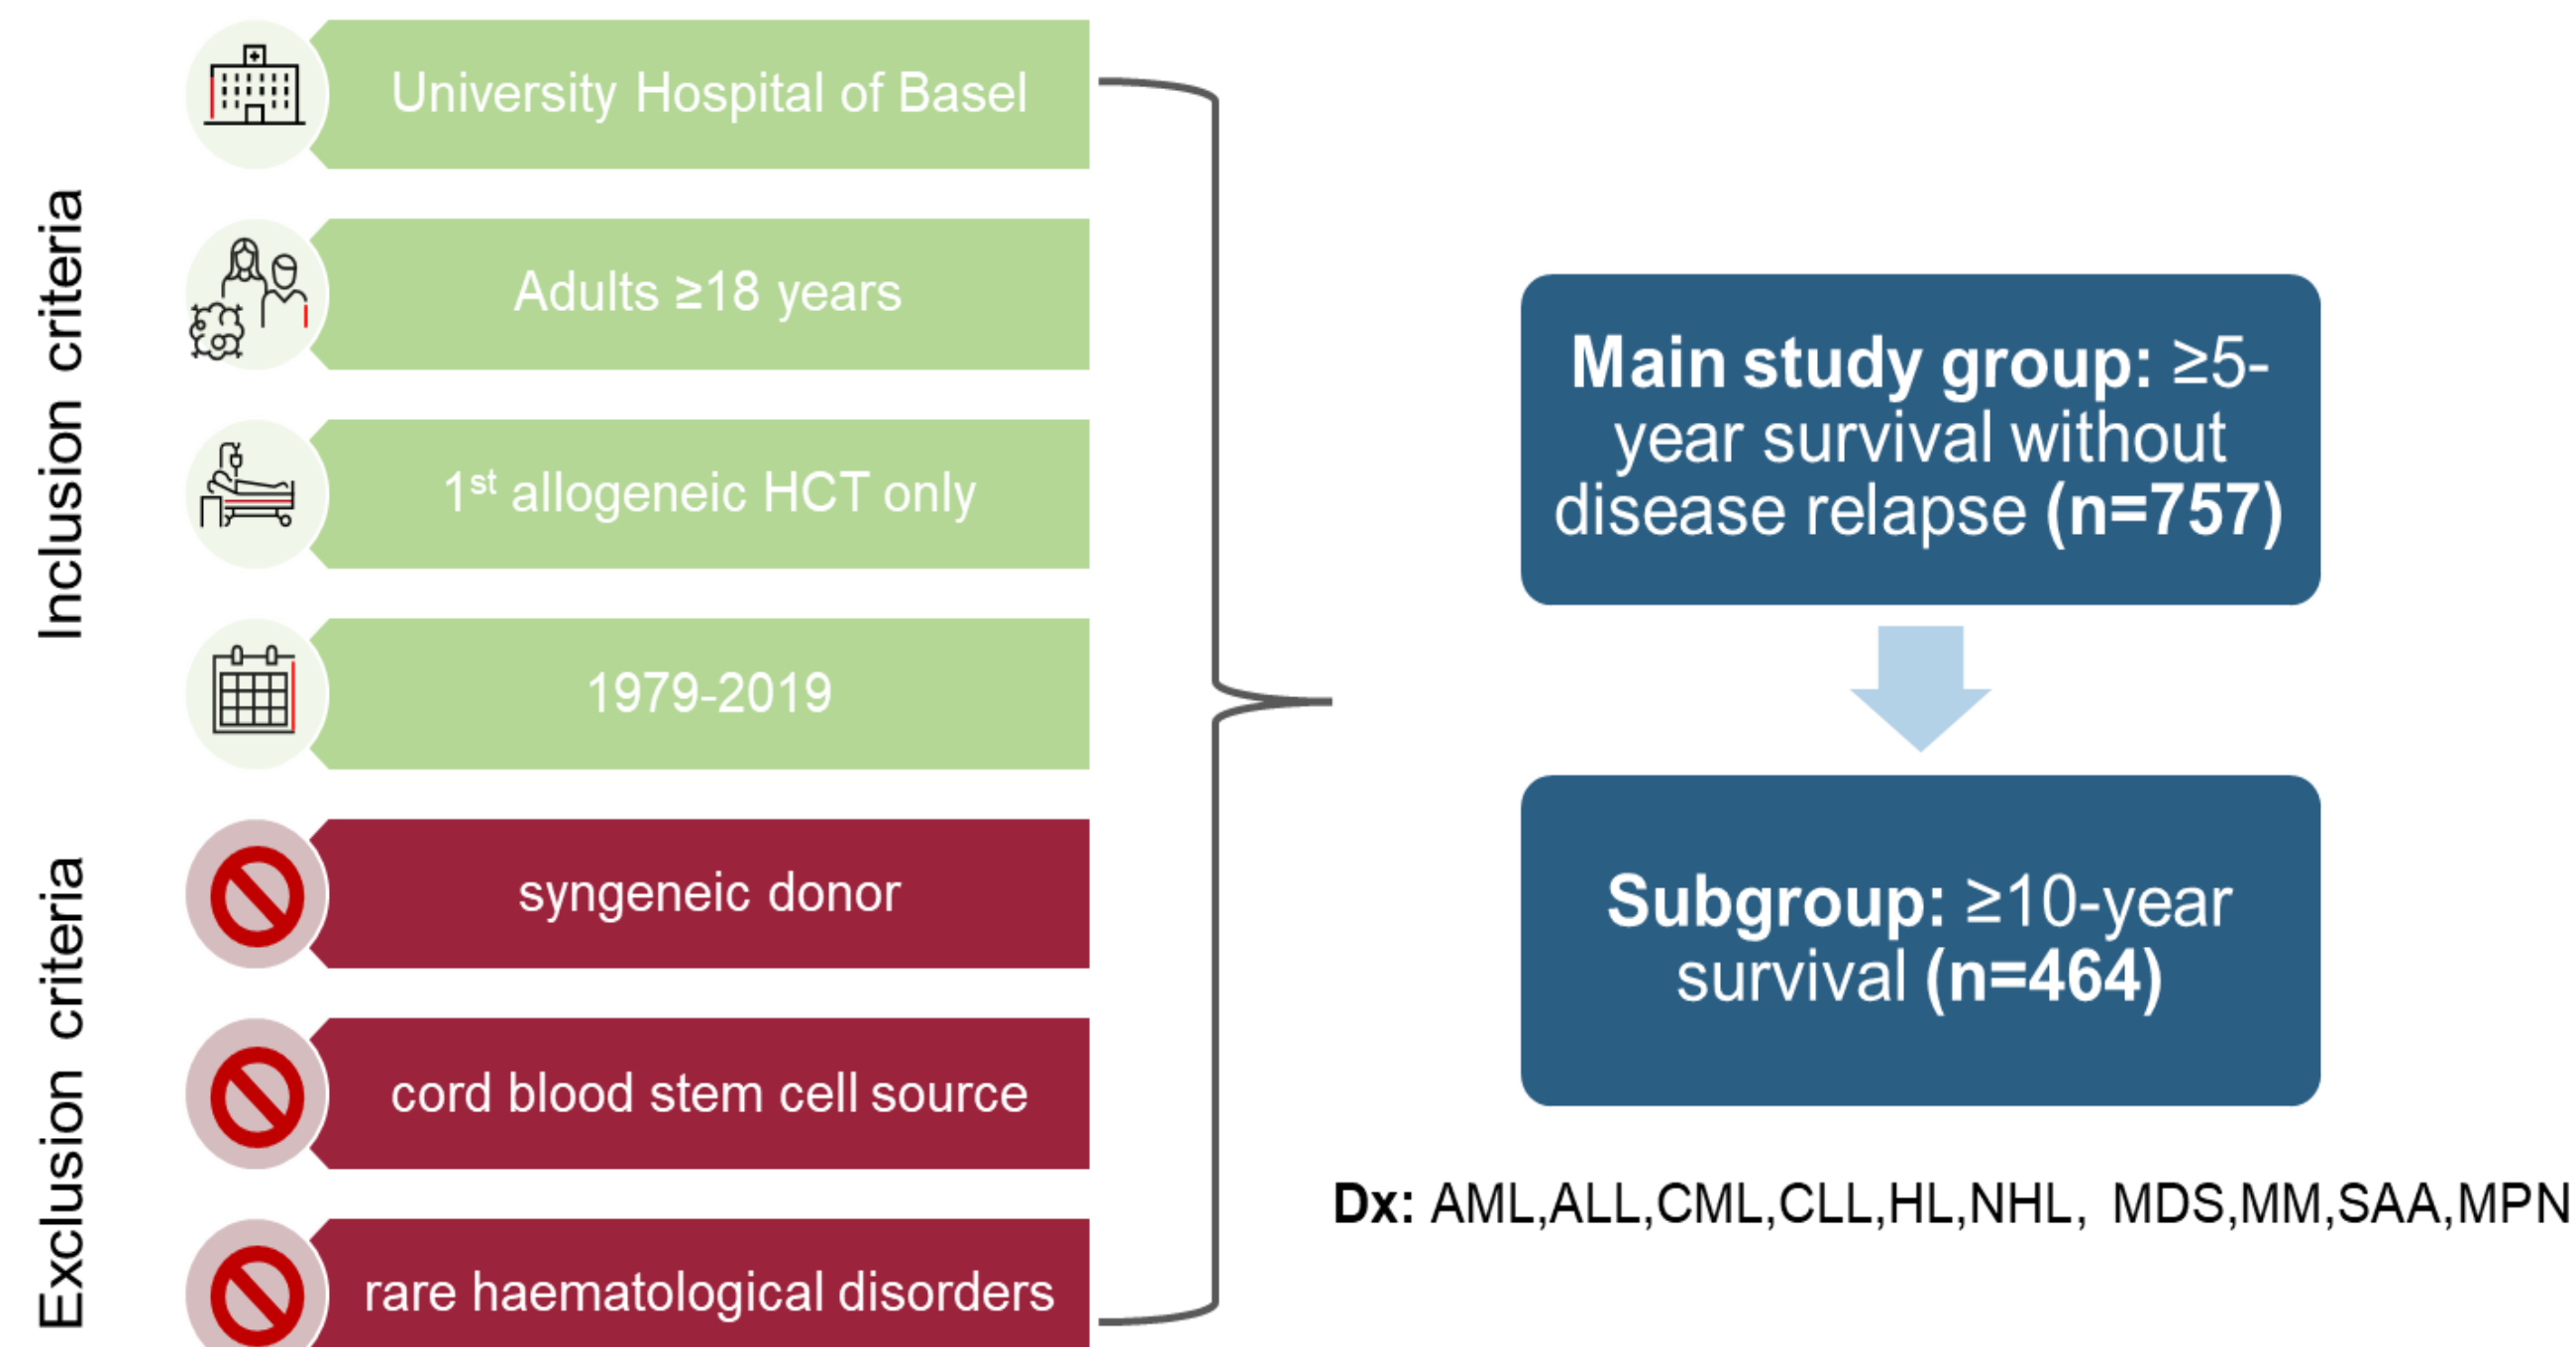 Inclusion criteria
University Hospital of Basel
Adults ≥18 years
1st allogeneic HCT only
1979-2019
Exclusion criteria
syngeneic donor
cord blood stem cell source
rare haematological disorders
Main study group: ≥5-
year survival without
disease relapse (n=757)
Subgroup: ≥10-year
survival (n=464)
Dx: AML,ALL,CML,CLL,HL,NHL, MDS,MM,SAA,MPN